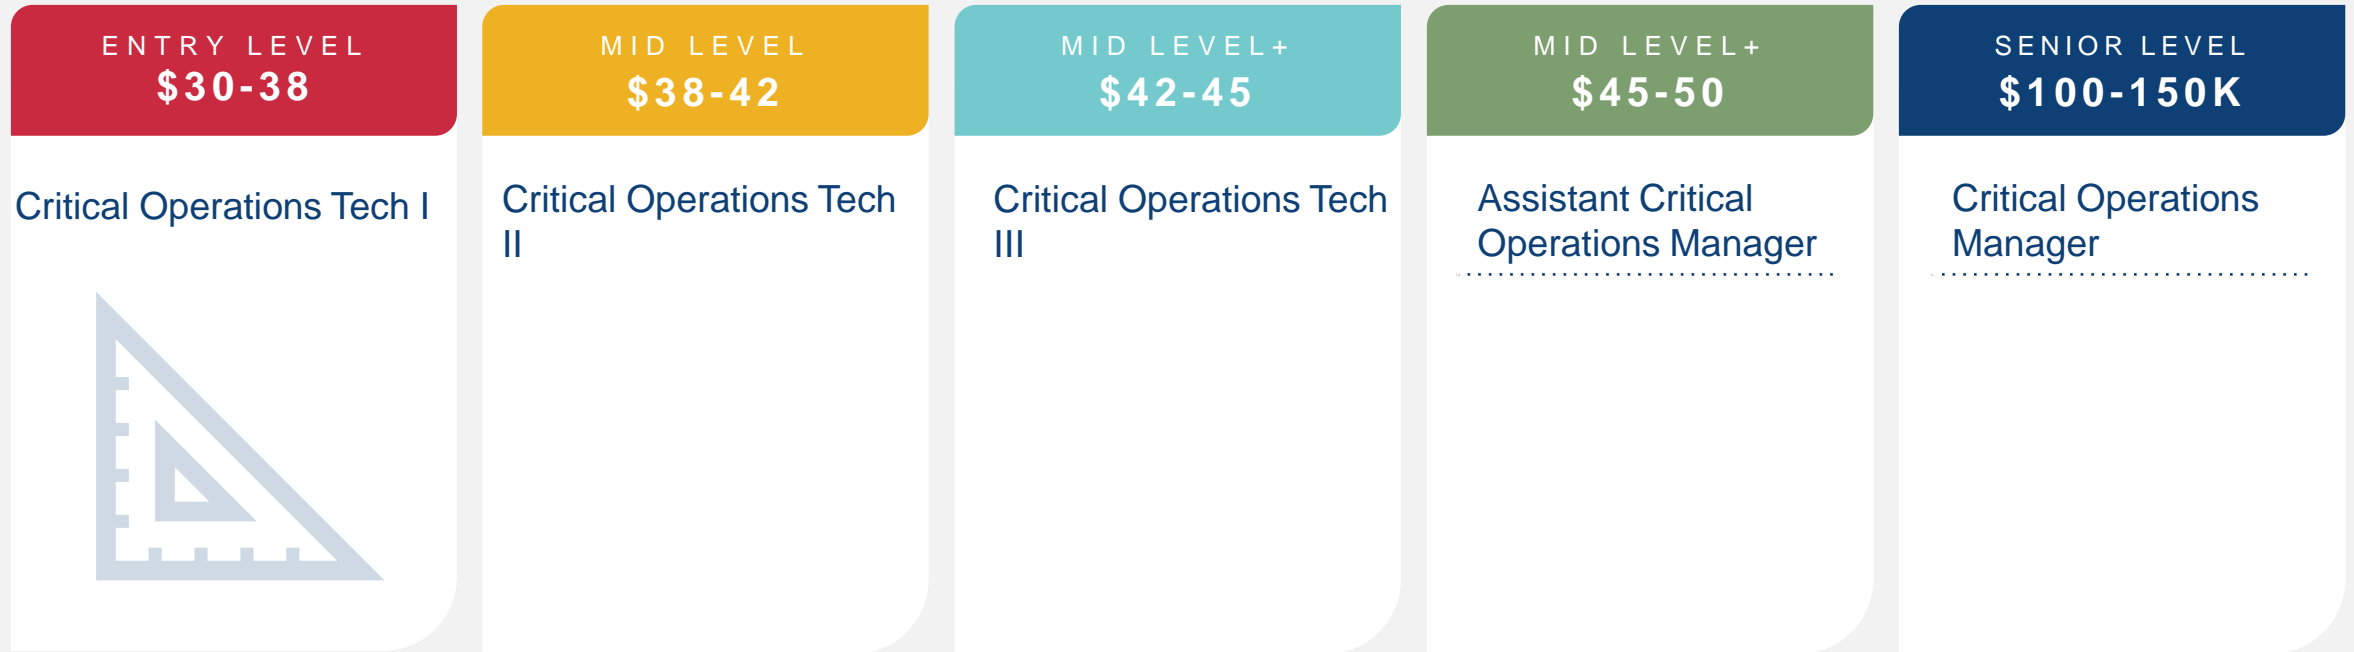 ENTRY LEVEL
$30-38
Critical Operations Tech I
MID LEVEL
$38-42
Critical Operations Tech
II
MID LEVEL+
$42-45
Critical Operations Tech
III
MID LEVEL+
$45-50
Assistant Critical
Operations Manager
SENIOR LEVEL
$100-150K
Critical Operations
Manager